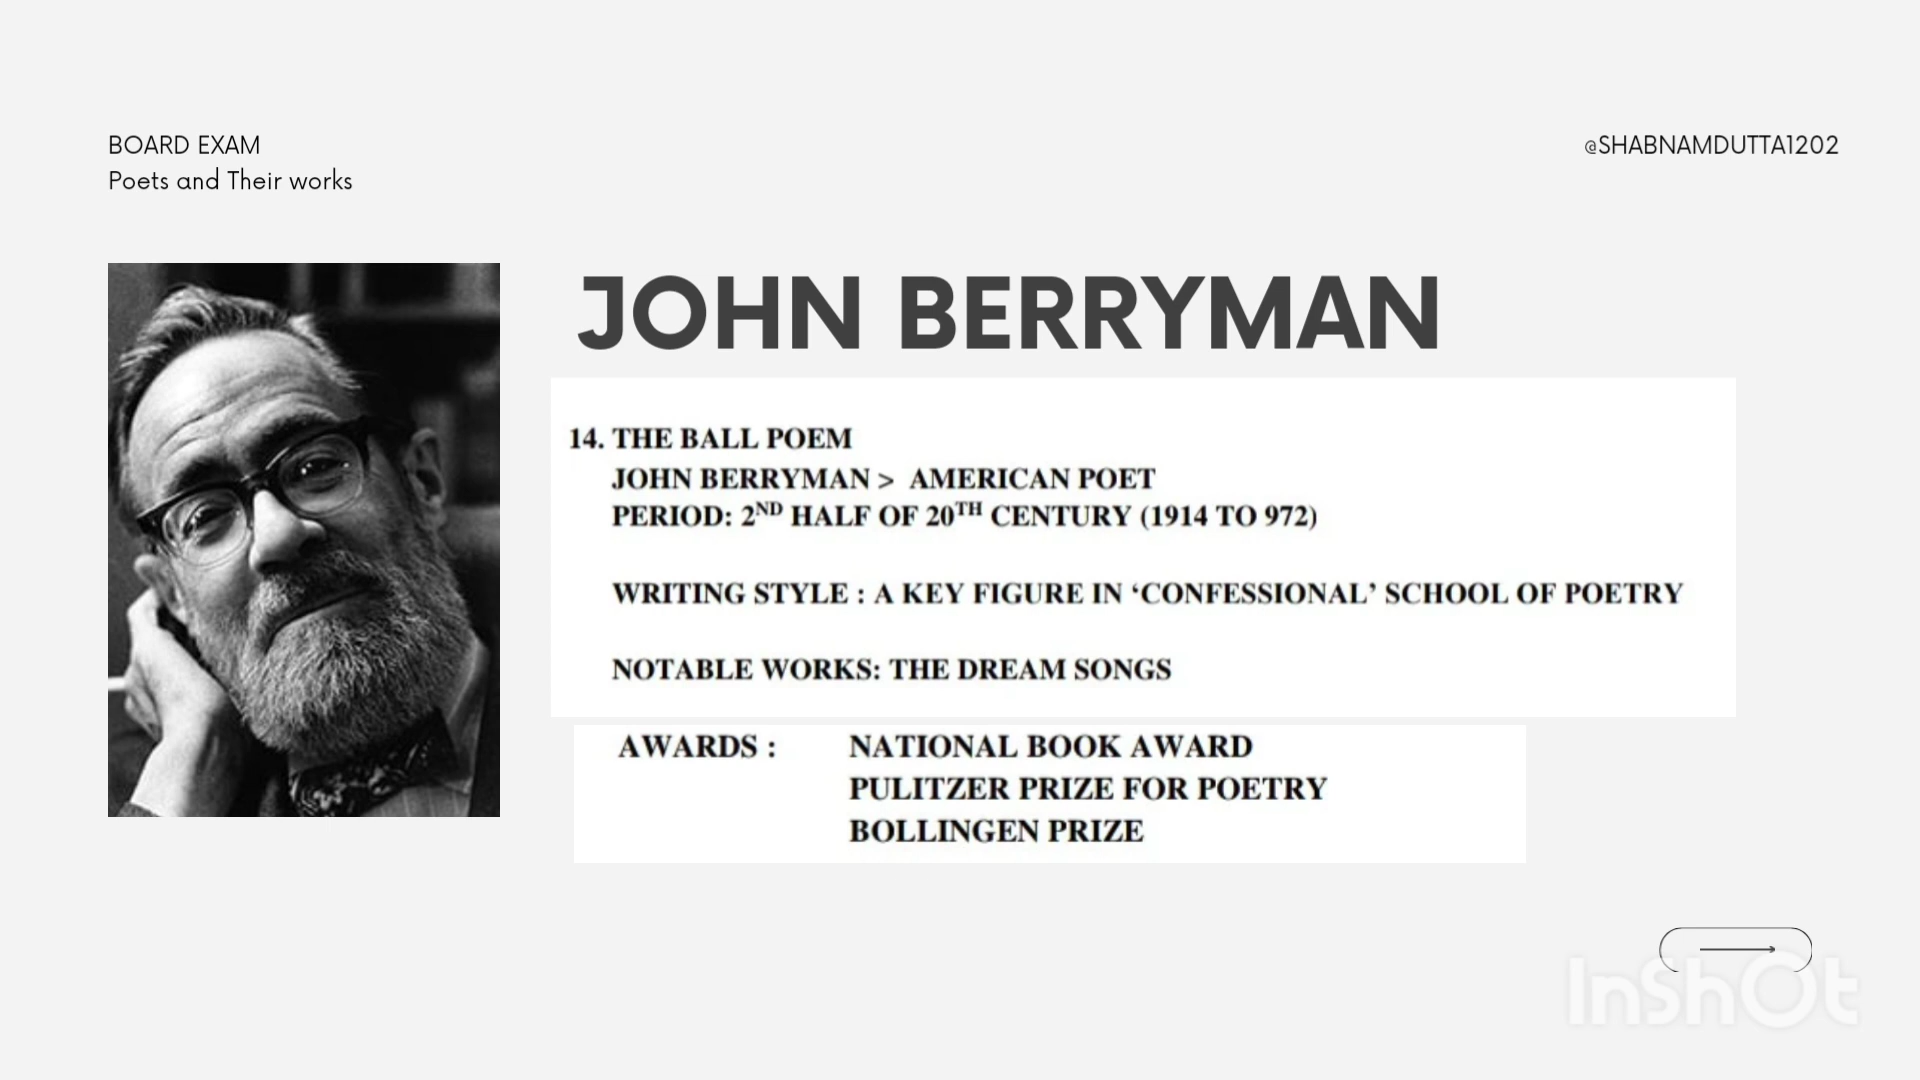 BOARD EXAM
Poets and Their works
@SHABNAMDUTTA1202
JOHN BERRYMAN
14. THE BALL POEM
JOHN BERRYMAN > AMERICAN POET
PERIOD: 2ND HALF OF 20TH CENTURY (1914 TO 972)
WRITING STYLE : A KEY FIGURE IN ‘CONFESSIONAL’ SCHOOL OF POETRY
NOTABLE WORKS: THE DREAM SONGS
AWARDS : NATIONAL BOOK AWARD
PULITZER PRIZE FOR POETRY
BOLLINGEN PRIZE
InShOt